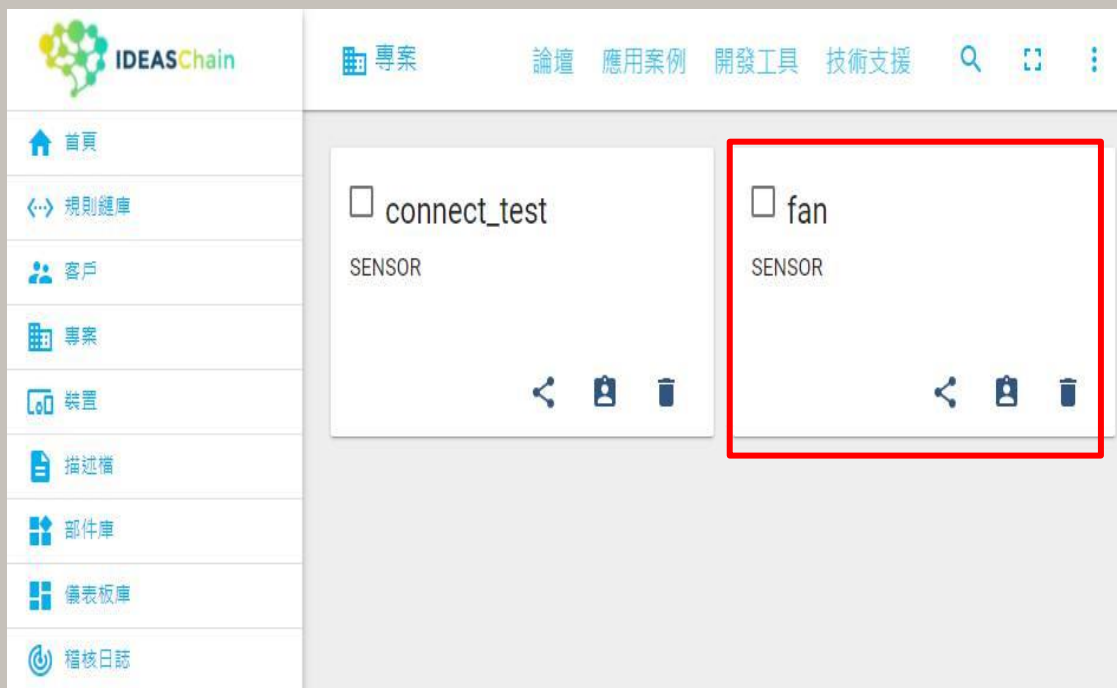 IDEASChain
專案
論壇 應用案例 開發工具 技術支援
首頁
規則鏈庫
客戶
專案
裝置
描述檔
部件庫
儀表板庫
稽核日誌
connect_test
SENSOR
fan
SENSOR